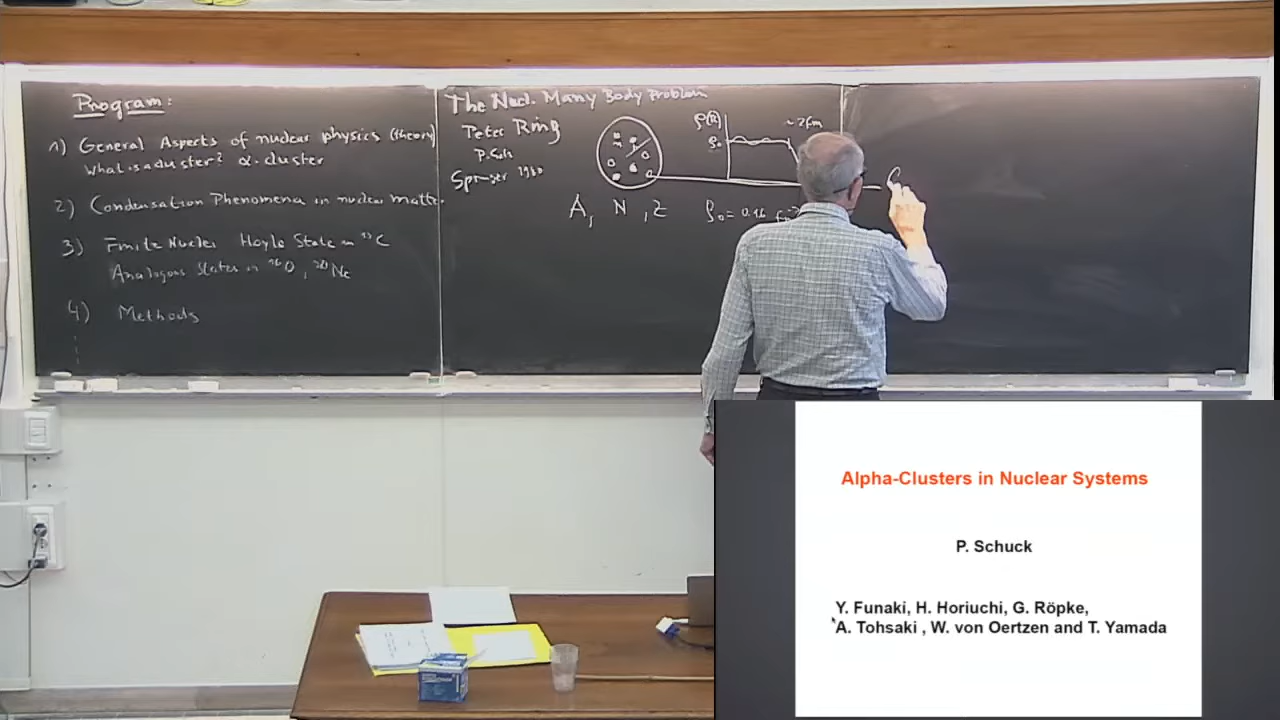 Program:
1) General Aspects of nuclear physics (theory)
What is a cluster? α-cluster
2) Condensation Phenomena in nuclear matter.
3) Finite Nuclei Hoyle State in ¹²C
Analogous States in ¹⁶O, ²⁰Ne
4) Methods
The Nucl. Many Body Problem
Peter Ring
P. Schuck
Springer 1980
A, N, Z
ρ(R)
ρ₀
~2fm
ρ₀ = 0.16
Alpha-Clusters in Nuclear Systems
P. Schuck
Y. Funaki, H. Horiuchi, G. Röpke,
A. Tohsaki , W. von Oertzen and T. Yamada